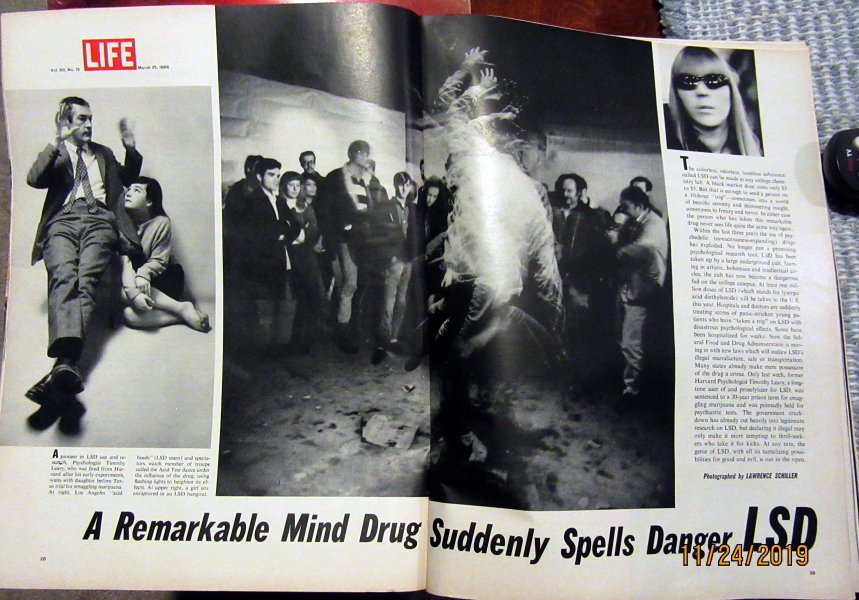 LIFE
Vol. 60, No. 12
March 25, 1966
A pioneer in LSD use and re-
search, Psychologist Timothy
Leary, who was fired from Har-
vard after his early experiments,
waits with daughter before Tex-
as trial for smuggling marijuana.
At right, Los Angeles "acid
heads" (LSD users) and specta-
tors watch member of troupe
called the Acid Test dance under
the influence of the drug, using
flashing lights to heighten its ef-
fects. At upper right, a girl sits
enraptured in an LSD hangout.
The colorless, odorless, tasteless substance
called LSD can be made in any college chem-
istry lab. A black market dose costs only $3
to $5. But that is enough to send a person on
a 10-hour "trip"—sometimes into a world
of beatific serenity and shimmering insight,
sometimes to frenzy and terror. In either case
the person who has taken this remarkable
drug never sees life quite the same way again.
Within the last three years the use of psy-
chedelic (consciousness-expanding) drugs
has exploded. No longer just a promising
psychological research tool, LSD has been
taken up by a large underground cult. Start-
ing in artistic, bohemian and intellectual cir-
cles, the cult has now become a dangerous
fad on the college campus. At least one mil-
lion doses of LSD (which stands for lysergic
acid diethylamide) will be taken in the U.S.
this year. Hospitals and doctors are suddenly
treating scores of panic-stricken young pa-
tients who have "taken a trip" on LSD with
disastrous psychological effects. Some have
been hospitalized for weeks. Now the fed-
eral Food and Drug Administration is mov-
ing in with new laws which will outlaw LSD's
illegal manufacture, sale or transportation.
Many states already make mere possession
of the drug a crime. Only last week, former
Harvard Psychologist Timothy Leary, a long-
time user of and proselytizer for LSD, was
sentenced to a 30-year prison term for smug-
gling marijuana and was pointedly held for
psychiatric tests. The government crack-
down has already cut heavily into legitimate
research on LSD, but declaring it illegal may
only make it more tempting to thrill-seek-
ers who take it for kicks. At any rate, the
genie of LSD, with all its tantalizing possi-
bilities for good and evil, is out in the open.
Photographed by LAWRENCE SCHILLER
A Remarkable Mind Drug Suddenly Spells Danger LSD
11/24/2019
28
29